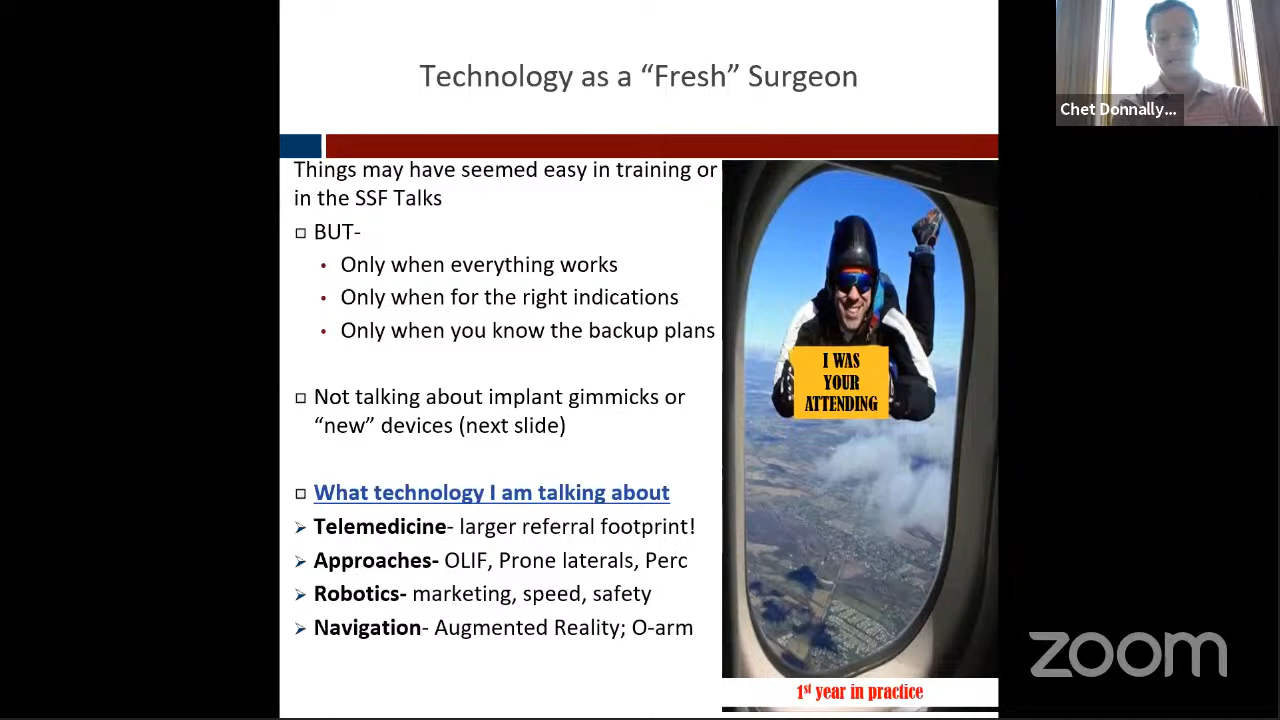 Technology as a “Fresh” Surgeon
Chet Donnally...
Things may have seemed easy in training or
in the SSF Talks
BUT-
Only when everything works
Only when for the right indications
Only when you know the backup plans
Not talking about implant gimmicks or
“new” devices (next slide)
What technology I am talking about
Telemedicine- larger referral footprint!
Approaches- OLIF, Prone laterals, Perc
Robotics- marketing, speed, safety
Navigation- Augmented Reality; O-arm
I WAS
YOUR
ATTENDING
1st year in practice
zoom